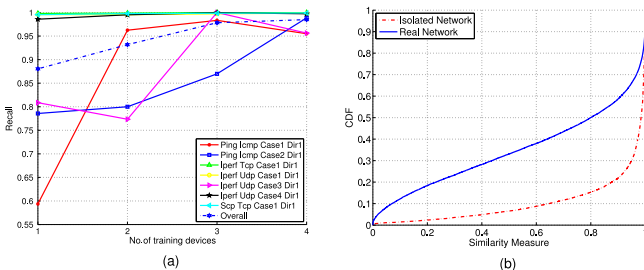 1
0.95
0.9
0.85
0.8
0.75
0.7
0.65
0.6
0.55
Recall
1
2
3
4
No.of training devices
Ping Icmp Case1 Dir1
Ping Icmp Case2 Dir1
Iperf Tcp Case1 Dir1
Iperf Udp Case1 Dir1
Iperf Udp Case3 Dir1
Iperf Udp Case4 Dir1
Scp Tcp Case1 Dir1
Overall
(a)
1
0.9
0.8
0.7
0.6
0.5
0.4
0.3
0.2
0.1
0
CDF
Isolated Network
Real Network
0
0.2
0.4
0.6
0.8
Similarity Measure
(b)